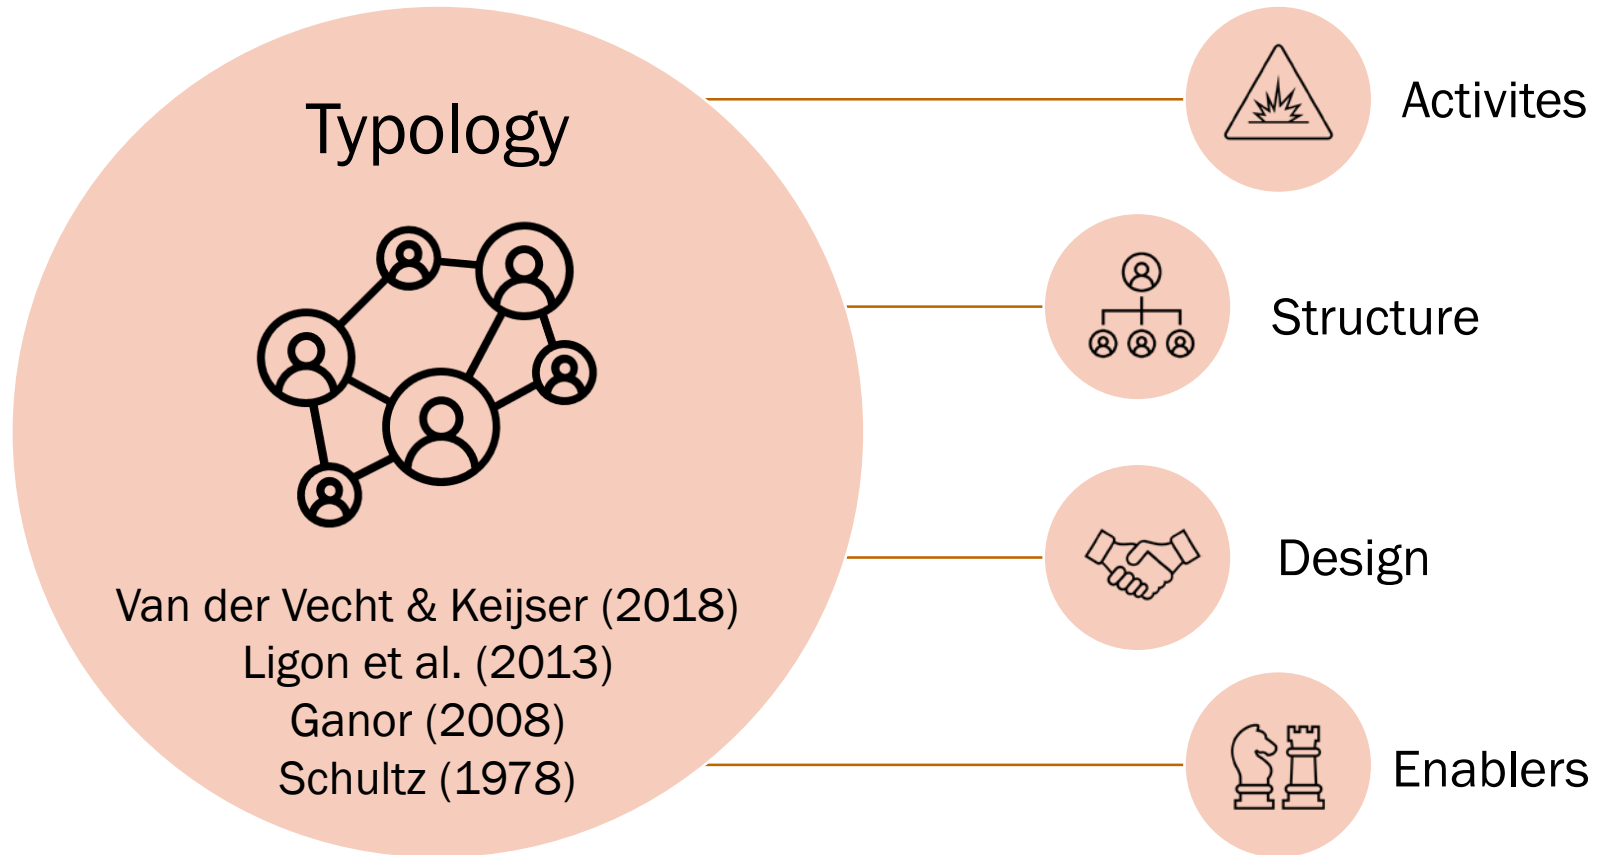 Typology
Van der Vecht & Keijser (2018)
Ligon et al. (2013)
Ganor (2008)
Schultz (1978)
Activites
Structure
Design
Enablers